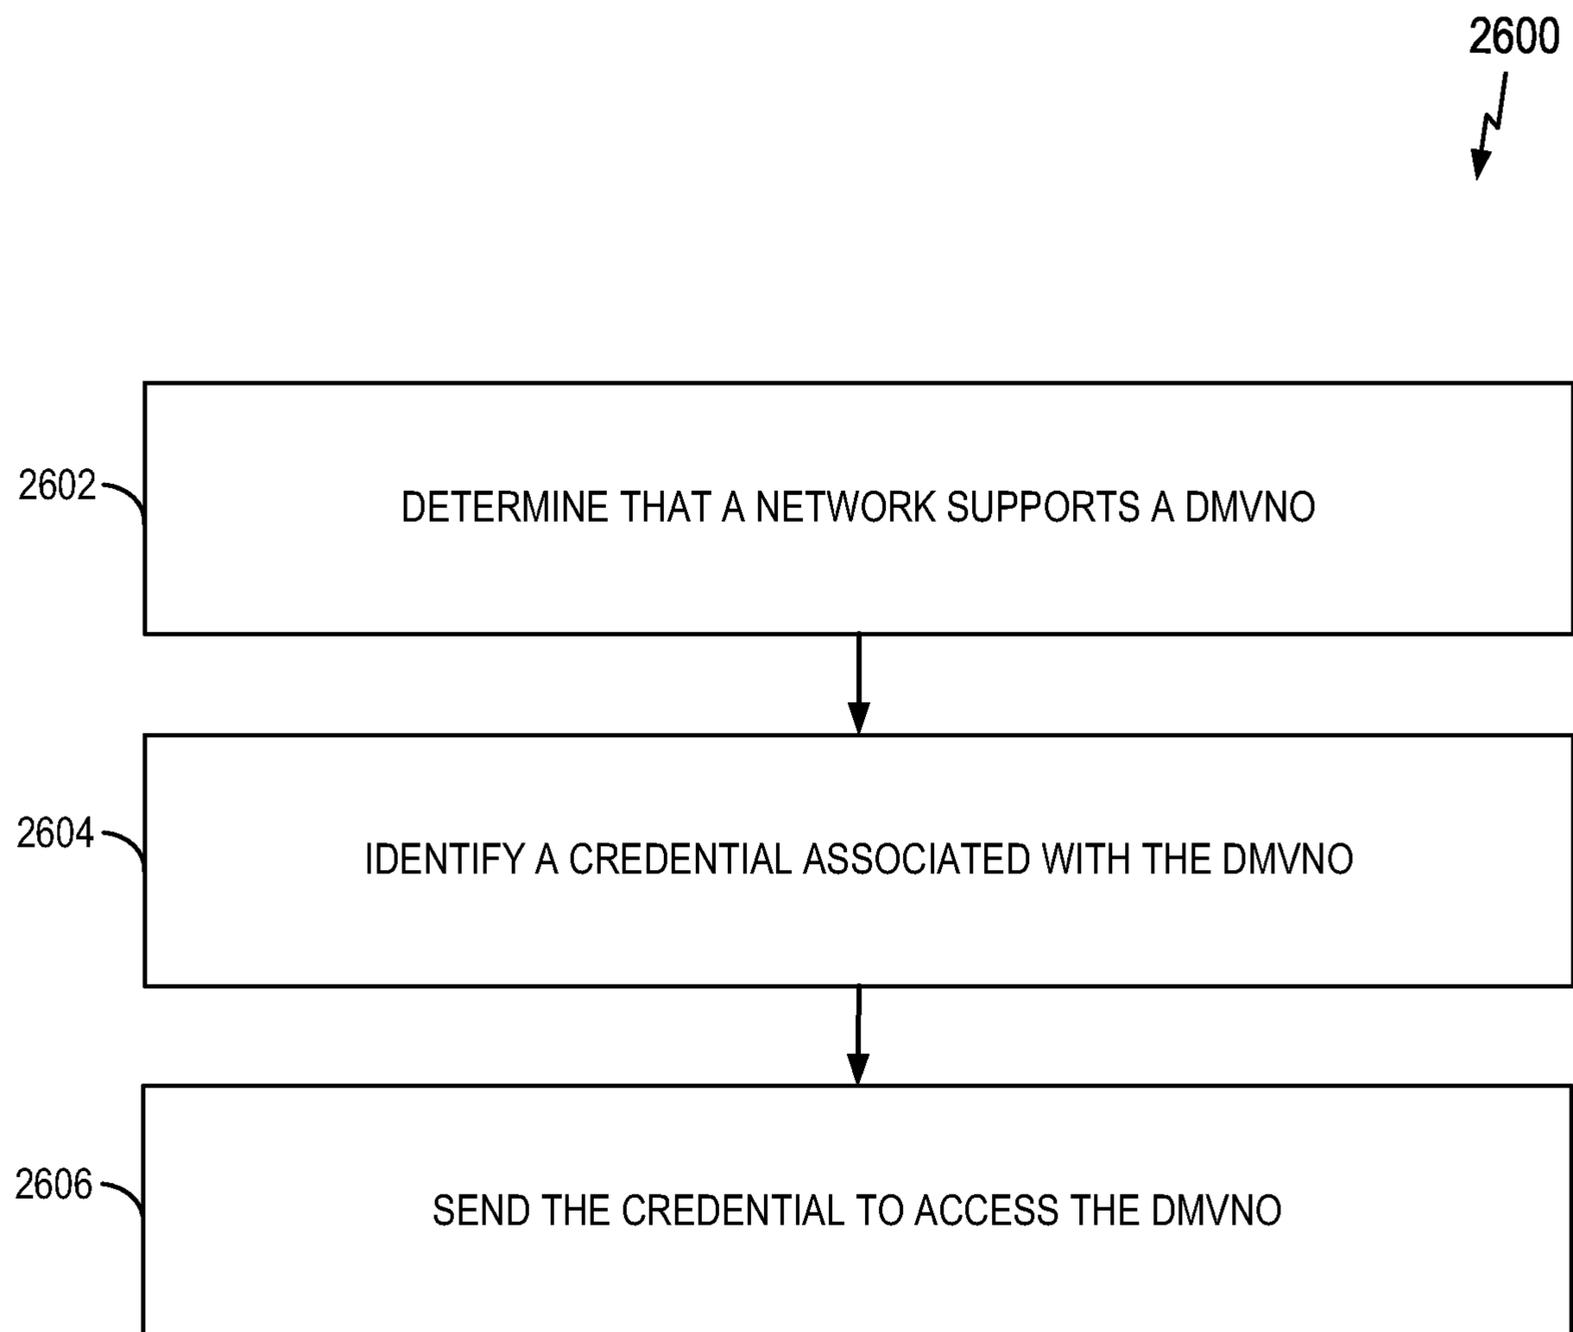 2600
2602
DETERMINE THAT A NETWORK SUPPORTS A DMVNO
2604
IDENTIFY A CREDENTIAL ASSOCIATED WITH THE DMVNO
2606
SEND THE CREDENTIAL TO ACCESS THE DMVNO